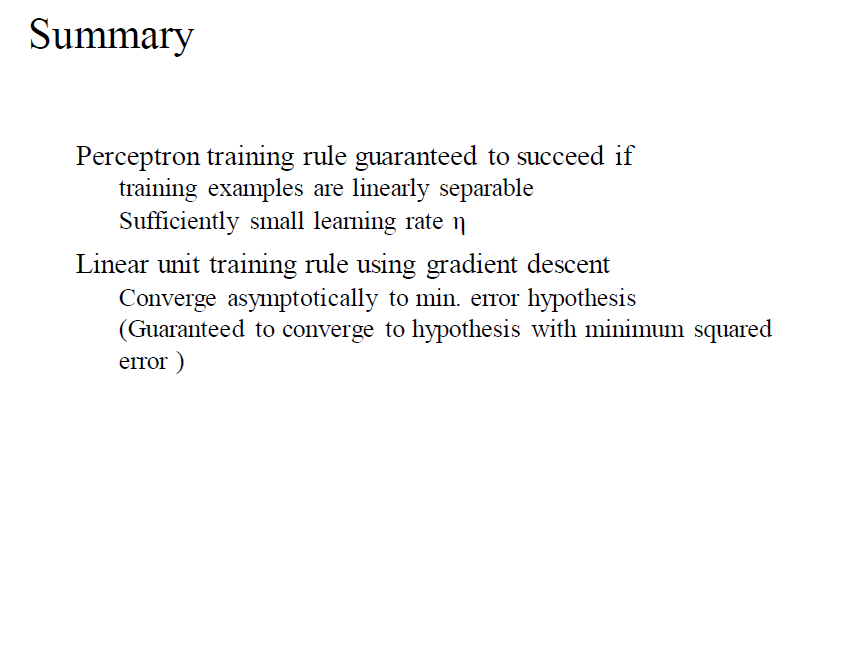 Summary
Perceptron training rule guaranteed to succeed if
training examples are linearly separable
Sufficiently small learning rate η
Linear unit training rule using gradient descent
Converge asymptotically to min. error hypothesis
(Guaranteed to converge to hypothesis with minimum squared
error )